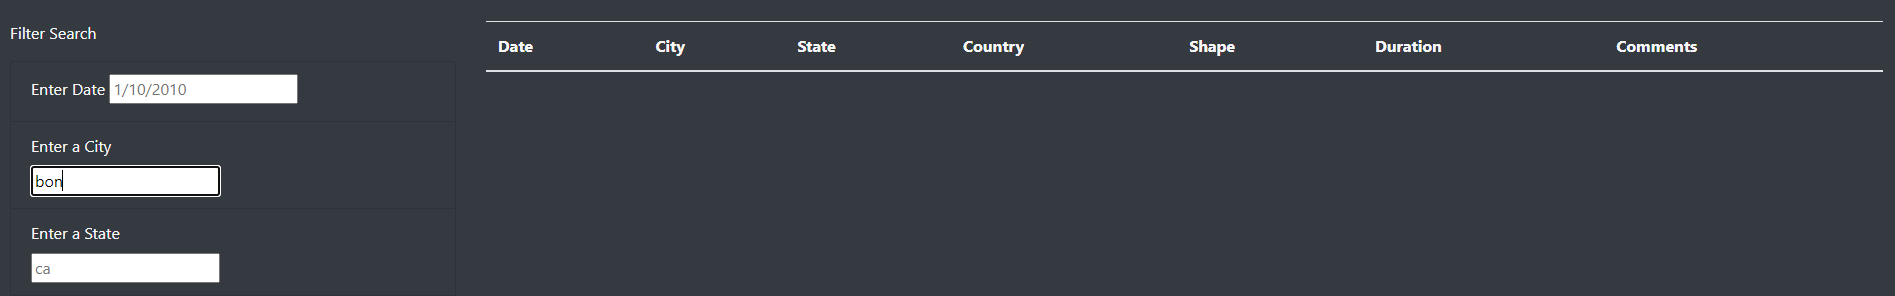 Filter Search
Enter Date 1/10/2010
Enter a City
bon
Enter a State
ca
Date City State Country Shape Duration Comments